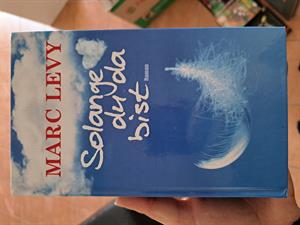 MARC LEVY
Solange
du da
bist
Roman